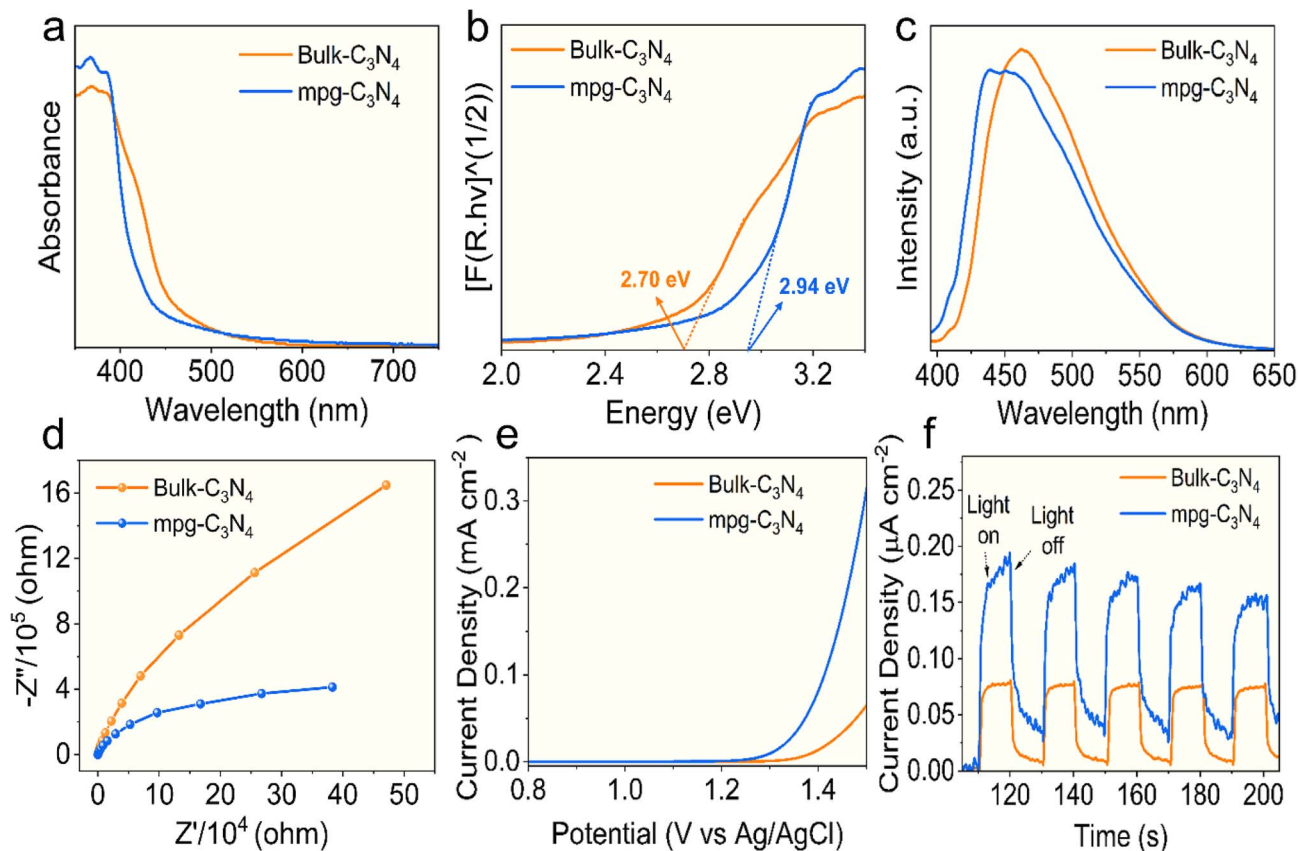 a
Bulk-C₃N₄
mpg-C₃N₄
Absorbance
400 500 600 700
Wavelength (nm)
b
Bulk-C₃N₄
mpg-C₃N₄
[F(R.hv]^(1/2))
2.70 eV
2.94 eV
2.0 2.4 2.8 3.2
Energy (eV)
c
Bulk-C₃N₄
mpg-C₃N₄
Intensity (a.u.)
400 450 500 550 600 650
Wavelength (nm)
d
Bulk-C₃N₄
mpg-C₃N₄
-Z"/10⁵ (ohm)
16
12
8
4
0
0 10 20 30 40 50
Z'/10⁴ (ohm)
e
Bulk-C₃N₄
mpg-C₃N₄
Current Density (mA cm⁻²)
0.3
0.2
0.1
0.0
0.8 1.0 1.2 1.4
Potential (V vs Ag/AgCl)
f
Bulk-C₃N₄
mpg-C₃N₄
Light
on
Light
off
Current Density (µA cm⁻²)
0.25
0.20
0.15
0.10
0.05
0.00
120 140 160 180 200
Time (s)